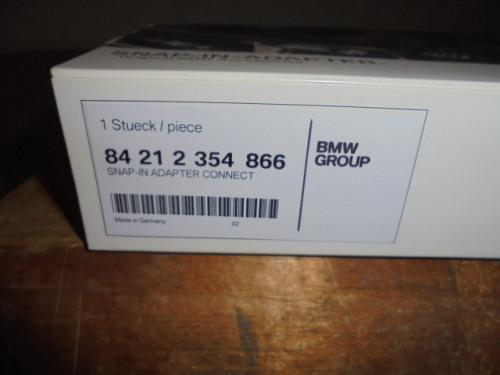 SNAP-IN-ADAPTER
1 Stueck / piece
84 21 2 354 866
SNAP-IN ADAPTER CONNECT
Made in Germany
02
BMW
GROUP